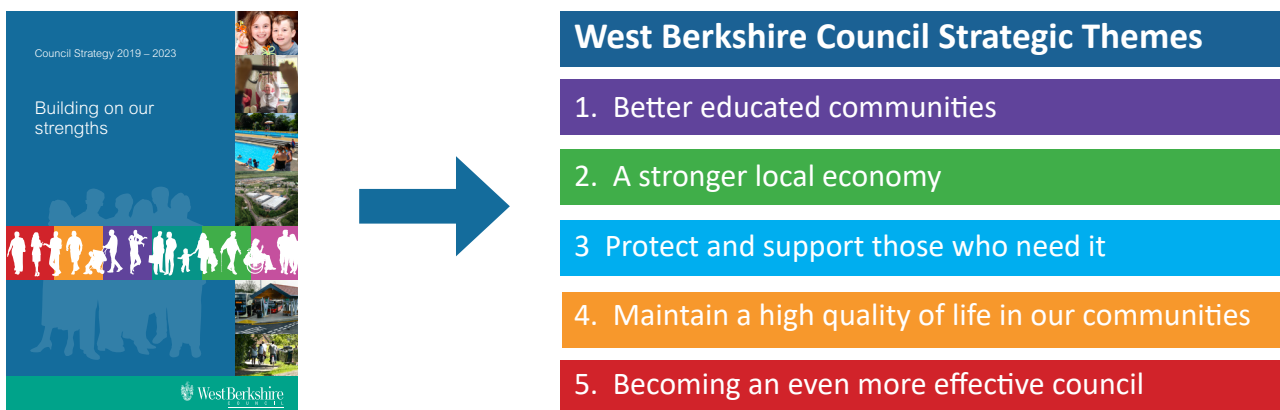 Council Strategy 2019 – 2023
Building on our
strengths
West Berkshire
COUNCIL
West Berkshire Council Strategic Themes
1. Better educated communities
2. A stronger local economy
3 Protect and support those who need it
4. Maintain a high quality of life in our communities
5. Becoming an even more effective council